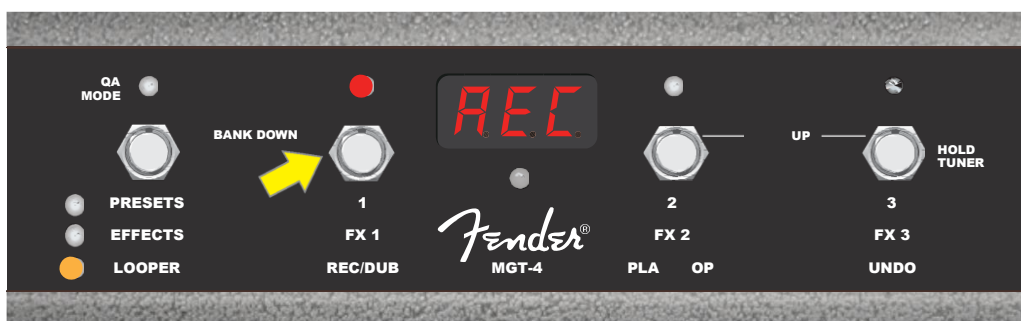 QA
MODE
BANK DOWN
AEC
UP
HOLD
TUNER
PRESETS
1
2
3
EFFECTS
FX 1
Fender®
FX 2
FX 3
LOOPER
REC/DUB
MGT-4
PLA OP
UNDO